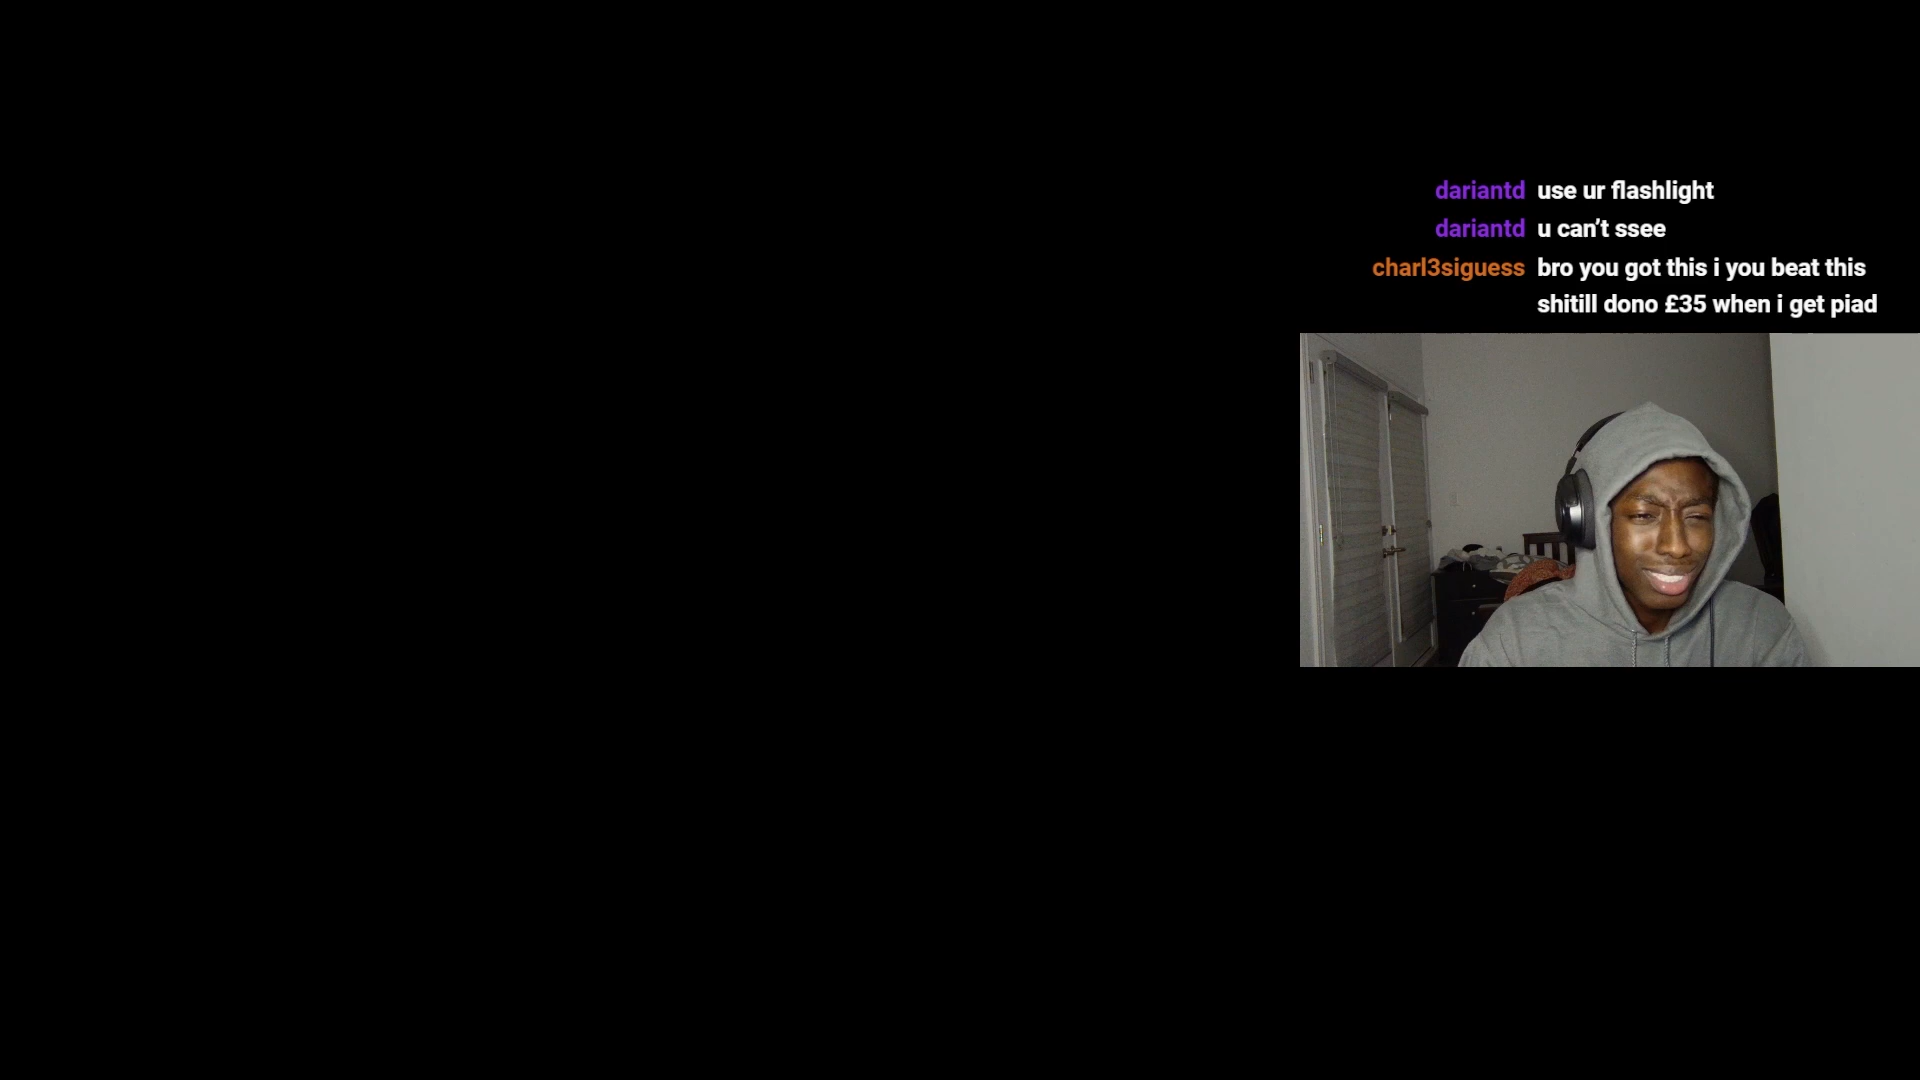 dariantd use ur flashlight
dariantd u can't ssee
charl3siguess bro you got this i you beat this
shitill dono £35 when i get piad